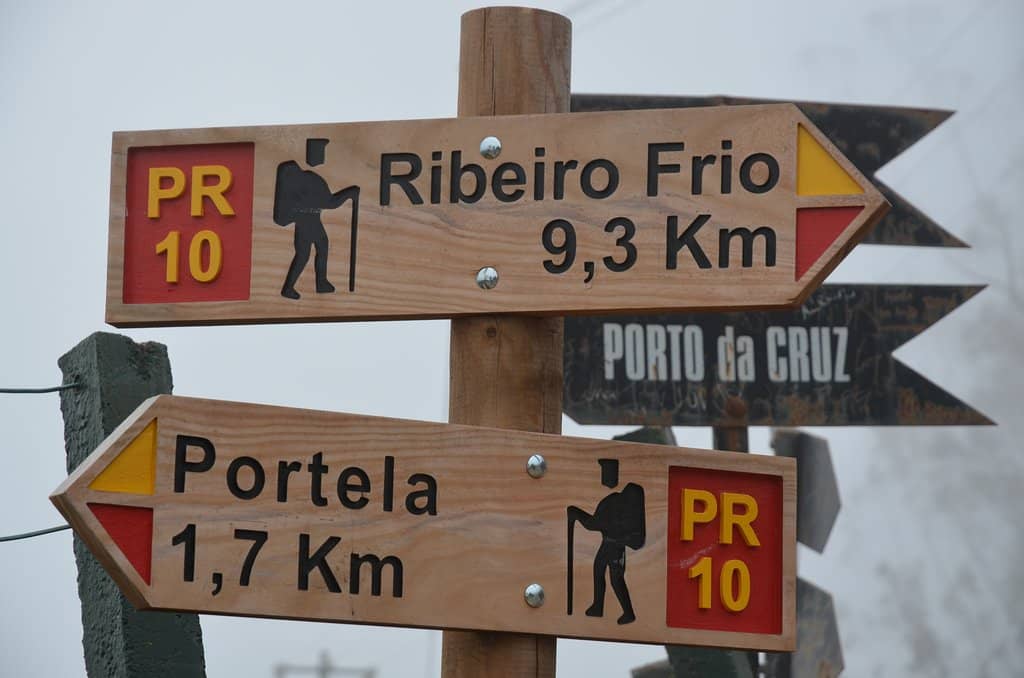 PR
10
Ribeiro Frio
9,3 Km
PORTO da CRUZ
Portela
1,7 Km
PR
10